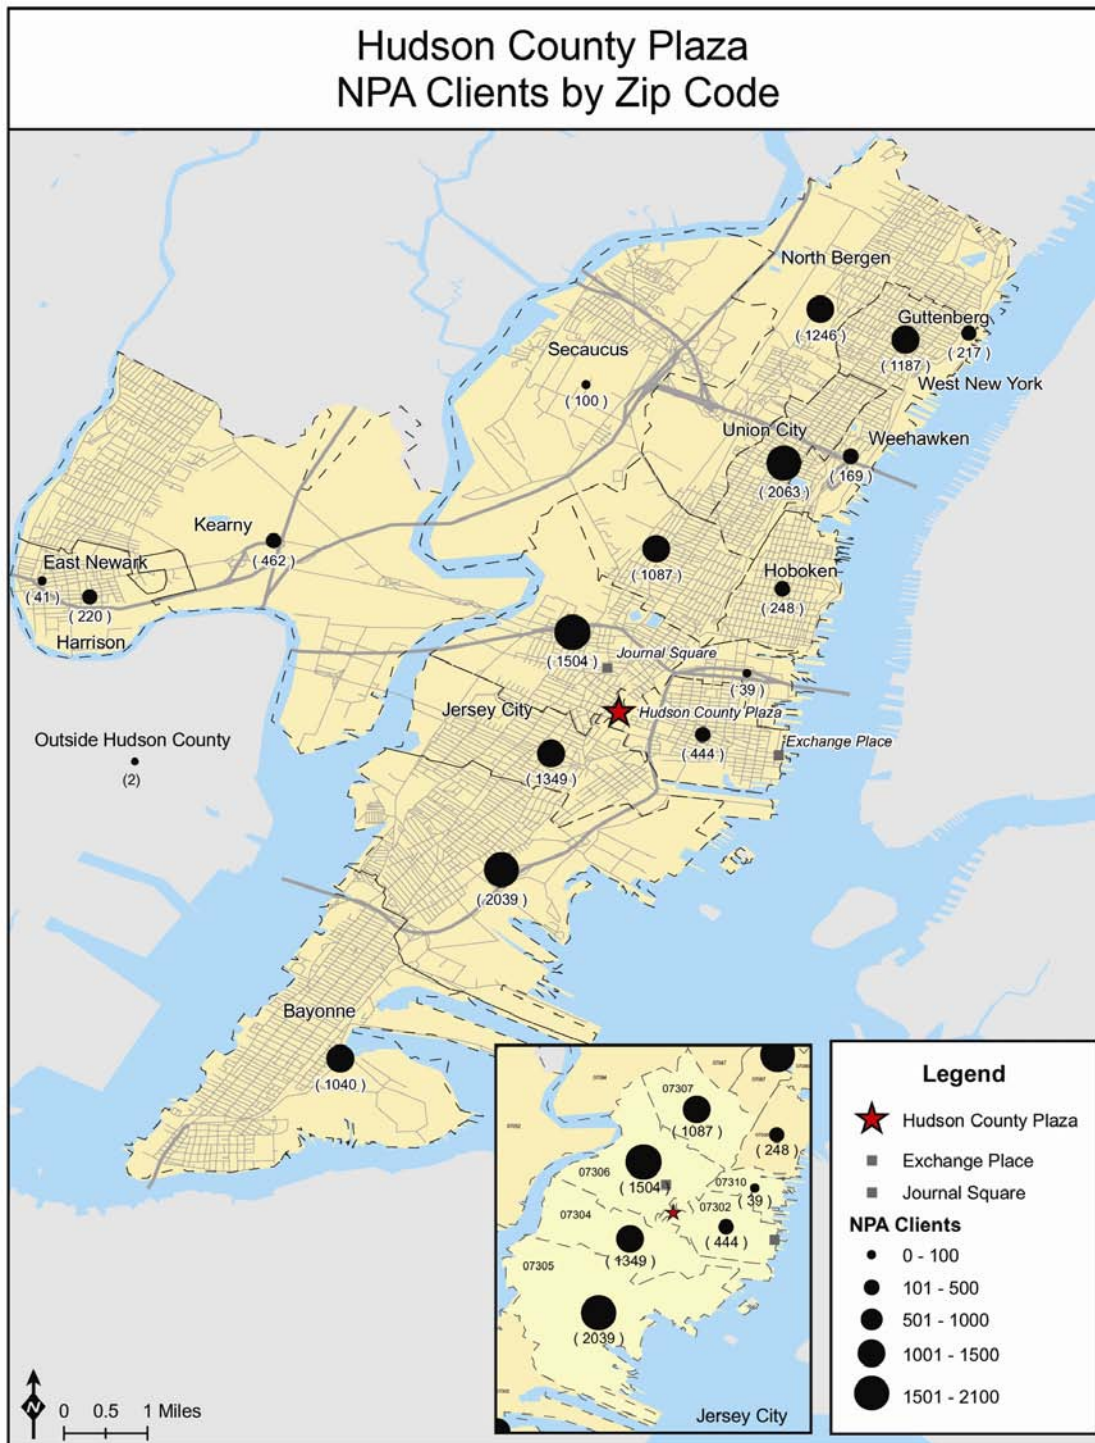 Hudson County Plaza
NPA Clients by Zip Code
North Bergen
( 1246 )
Guttenberg
( 1187 )
( 217 )
West New York
Secaucus
( 100 )
Union City
( 2063 )
Weehawken
( 169 )
Kearny
( 462 )
East Newark
( 41 )
( 220 )
Harrison
( 1087 )
Hoboken
( 248 )
( 1504 )
Journal Square
( 39 )
Jersey City
Hudson County Plaza
( 444 )
Exchange Place
( 1349 )
Outside Hudson County
(2)
( 2039 )
Bayonne
( 1040 )
07307
( 1087 )
( 248 )
07306
( 1504 )
07310
( 39 )
07304
07302
( 444 )
( 1349 )
07305
( 2039 )
Jersey City
Legend
Hudson County Plaza
Exchange Place
Journal Square
NPA Clients
0 - 100
101 - 500
501 - 1000
1001 - 1500
1501 - 2100
N
0 0.5 1 Miles